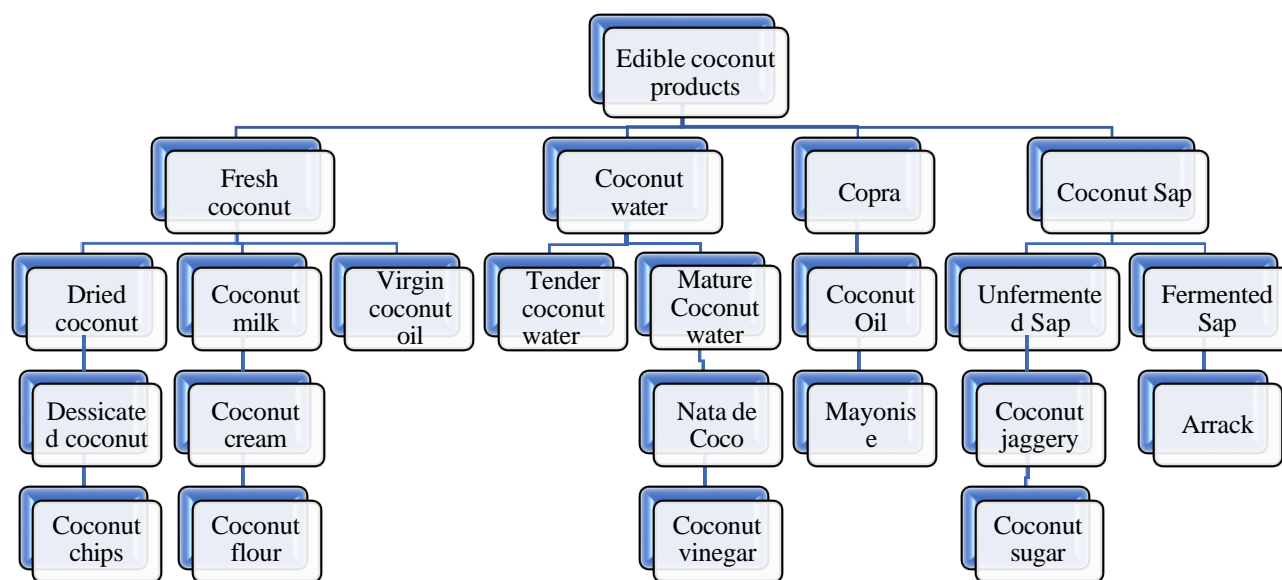 Edible coconut
products
Fresh
coconut
Coconut
water
Copra
Coconut Sap
Dried
coconut
Coconut
milk
Virgin
coconut
oil
Tender
coconut
water
Mature
Coconut
water
Coconut
Oil
Unfermente
d Sap
Fermented
Sap
Dessicate
d coconut
Coconut
cream
Nata de
Coco
Mayonis
e
Coconut
jaggery
Arrack
Coconut
chips
Coconut
flour
Coconut
vinegar
Coconut
sugar